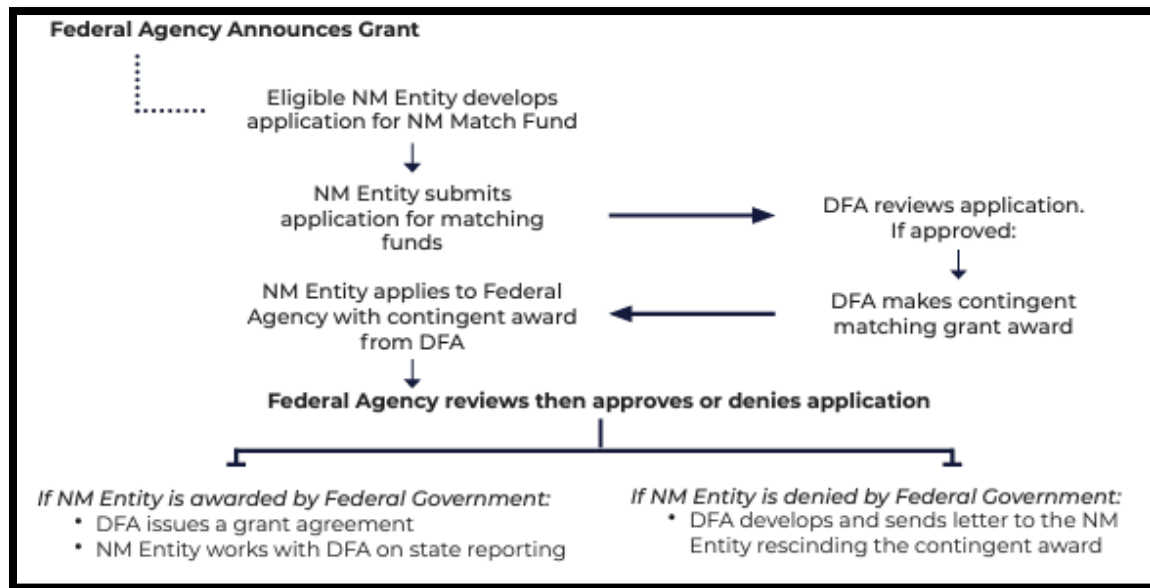 Federal Agency Announces Grant
Eligible NM Entity develops
application for NM Match Fund
NM Entity submits
application for matching
funds
DFA reviews application.
If approved:
DFA makes contingent
matching grant award
NM Entity applies to Federal
Agency with contingent award
from DFA
Federal Agency reviews then approves or denies application
If NM Entity is awarded by Federal Government:
• DFA issues a grant agreement
• NM Entity works with DFA on state reporting
If NM Entity is denied by Federal Government:
• DFA develops and sends letter to the NM
Entity rescinding the contingent award